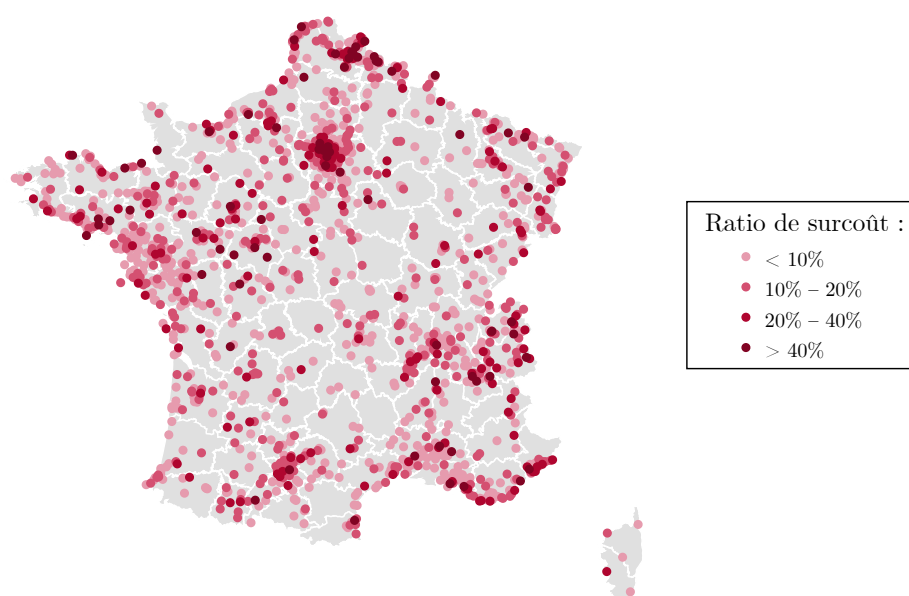 Ratio de surcoût :
< 10%
10% – 20%
20% – 40%
> 40%